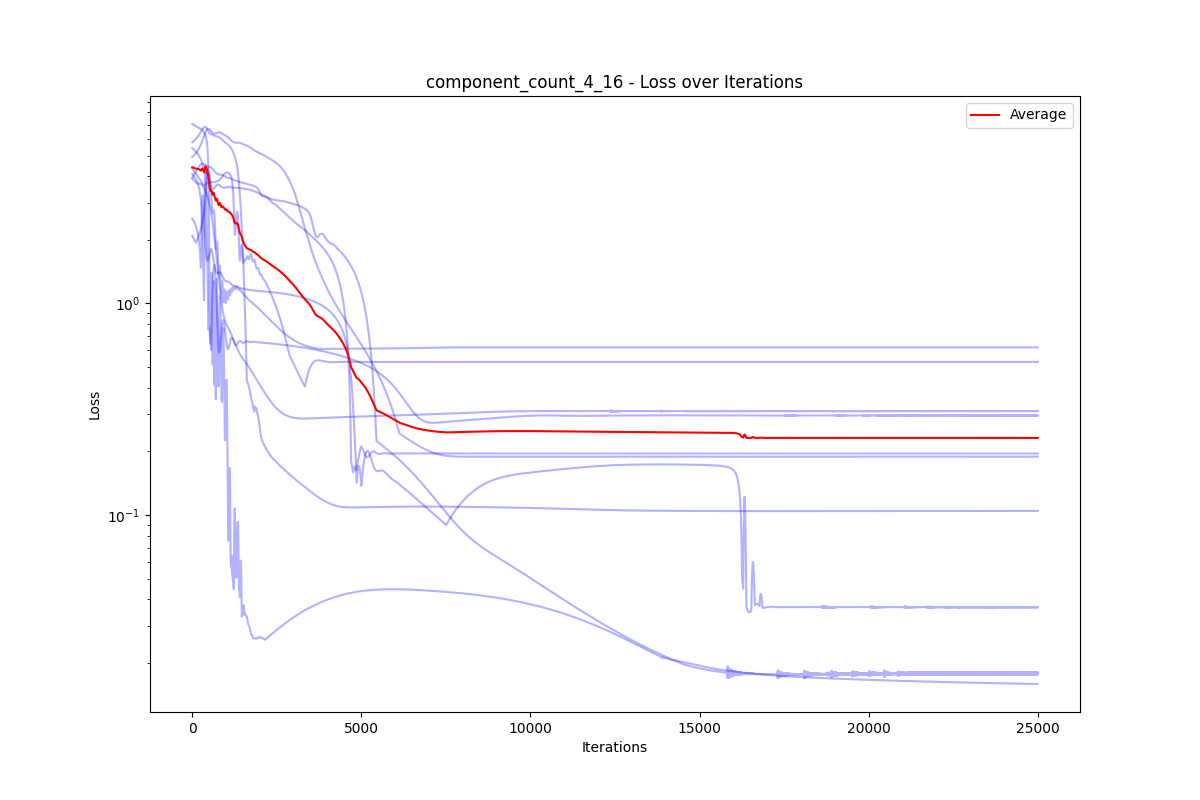 component_count_4_16 - Loss over Iterations
Average
Loss
10⁰
10⁻¹
0
5000
10000
15000
20000
25000
Iterations